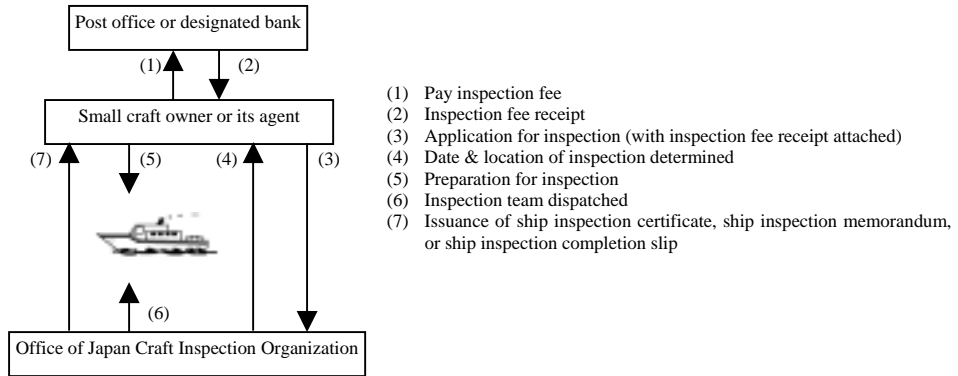 Post office or designated bank
(1) (2)
Small craft owner or its agent
(7) (5) (4) (3)
(6)
Office of Japan Craft Inspection Organization
(1) Pay inspection fee
(2) Inspection fee receipt
(3) Application for inspection (with inspection fee receipt attached)
(4) Date & location of inspection determined
(5) Preparation for inspection
(6) Inspection team dispatched
(7) Issuance of ship inspection certificate, ship inspection memorandum,
or ship inspection completion slip